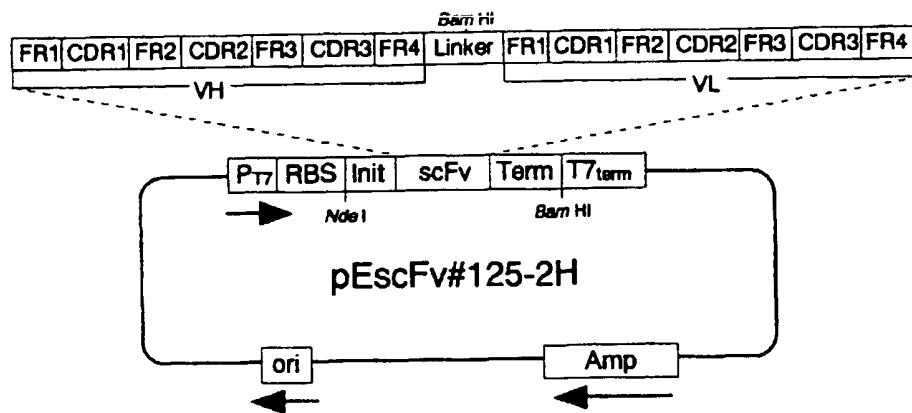 Bam HI
FR1 CDR1 FR2 CDR2 FR3 CDR3 FR4 Linker FR1 CDR1 FR2 CDR2 FR3 CDR3 FR4
VH VL
PT7 RBS Init scFv Term T7term
Nde I Bam HI
pEscFv#125-2H
ori Amp